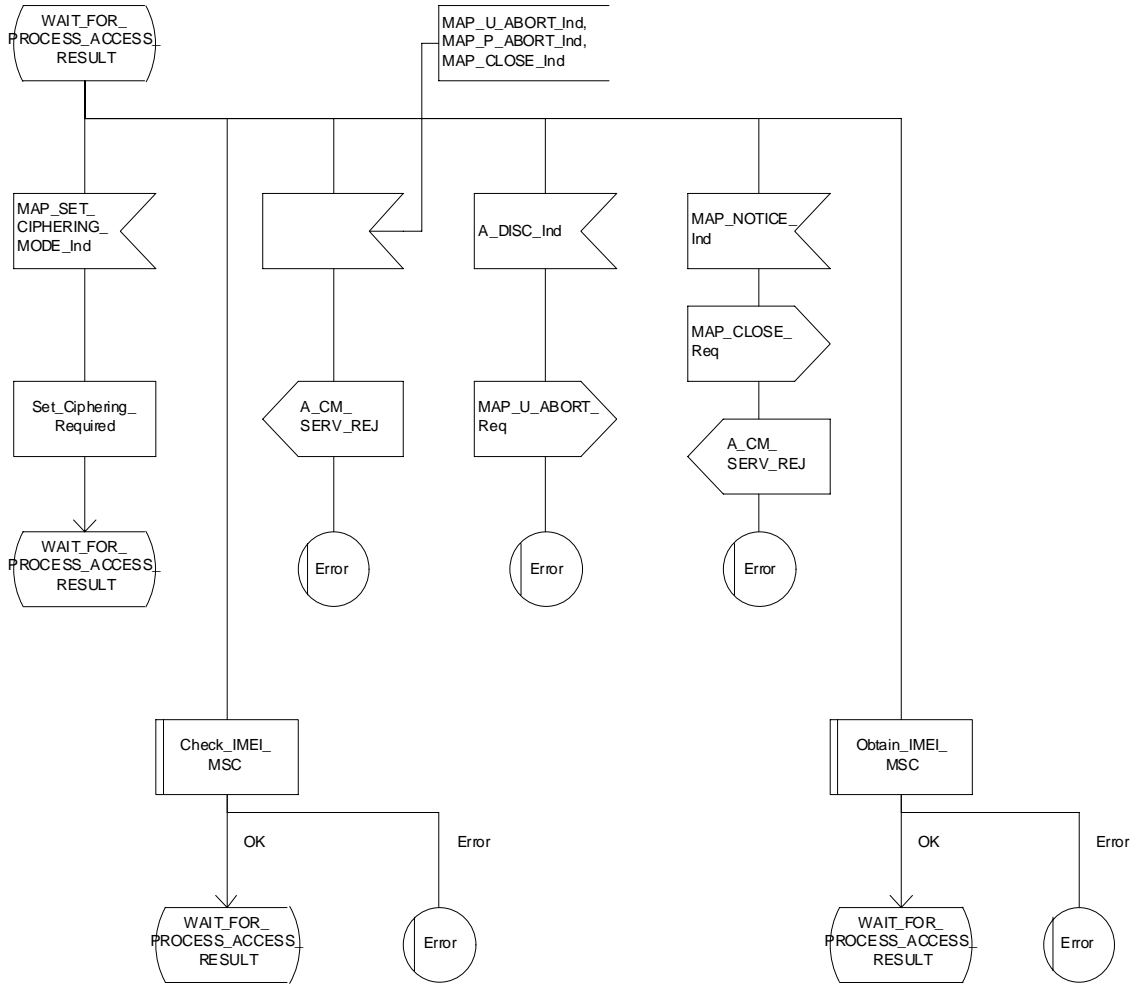 WAIT_FOR_
PROCESS_ACCESS_
RESULT
MAP_U_ABORT_Ind,
MAP_P_ABORT_Ind,
MAP_CLOSE_Ind
MAP_SET_
CIPHERING_
MODE_Ind
A_DISC_Ind
MAP_NOTICE_
Ind
MAP_CLOSE_
Req
Set_Ciphering_
Required
A_CM_
SERV_REJ
MAP_U_ABORT_
Req
A_CM_
SERV_REJ
WAIT_FOR_
PROCESS_ACCESS_
RESULT
Error
Error
Error
Check_IMEI_
MSC
Obtain_IMEI_
MSC
OK
Error
OK
Error
WAIT_FOR_
PROCESS_ACCESS_
RESULT
Error
WAIT_FOR_
PROCESS_ACCESS_
RESULT
Error